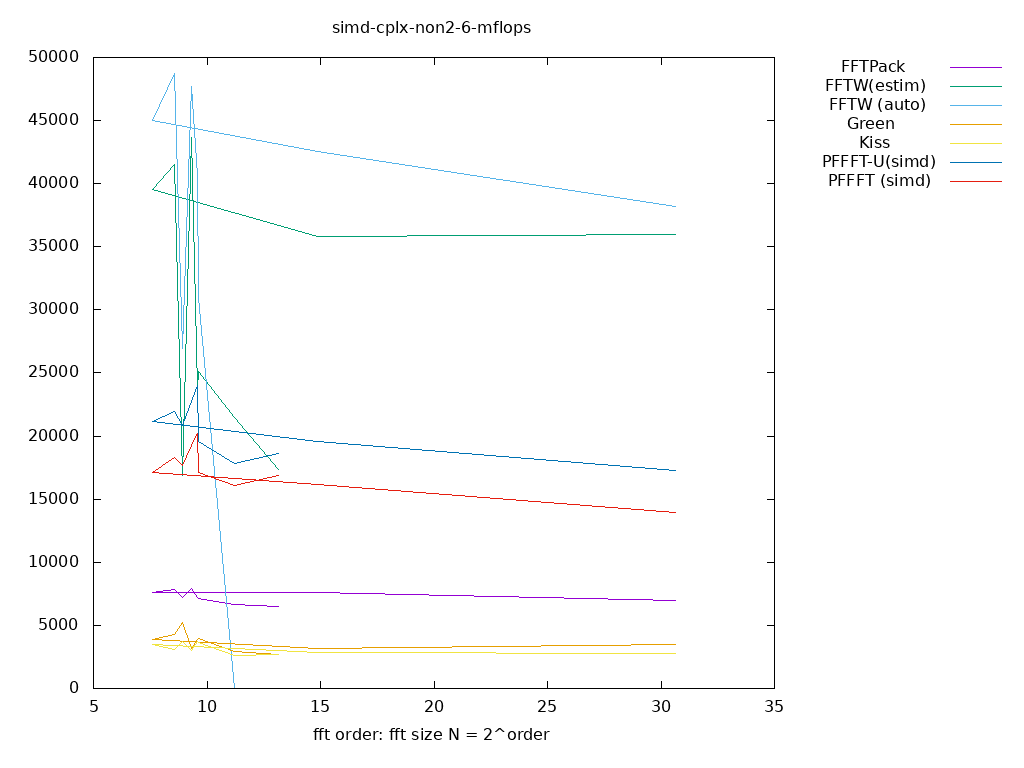 simd-cplx-non2-6-mflops
50000
45000
40000
35000
30000
25000
20000
15000
10000
5000
0
5 10 15 20 25 30 35
fft order: fft size N = 2^order
FFTPack
FFTW(estim)
FFTW (auto)
Green
Kiss
PFFFT-U(simd)
PFFFT (simd)